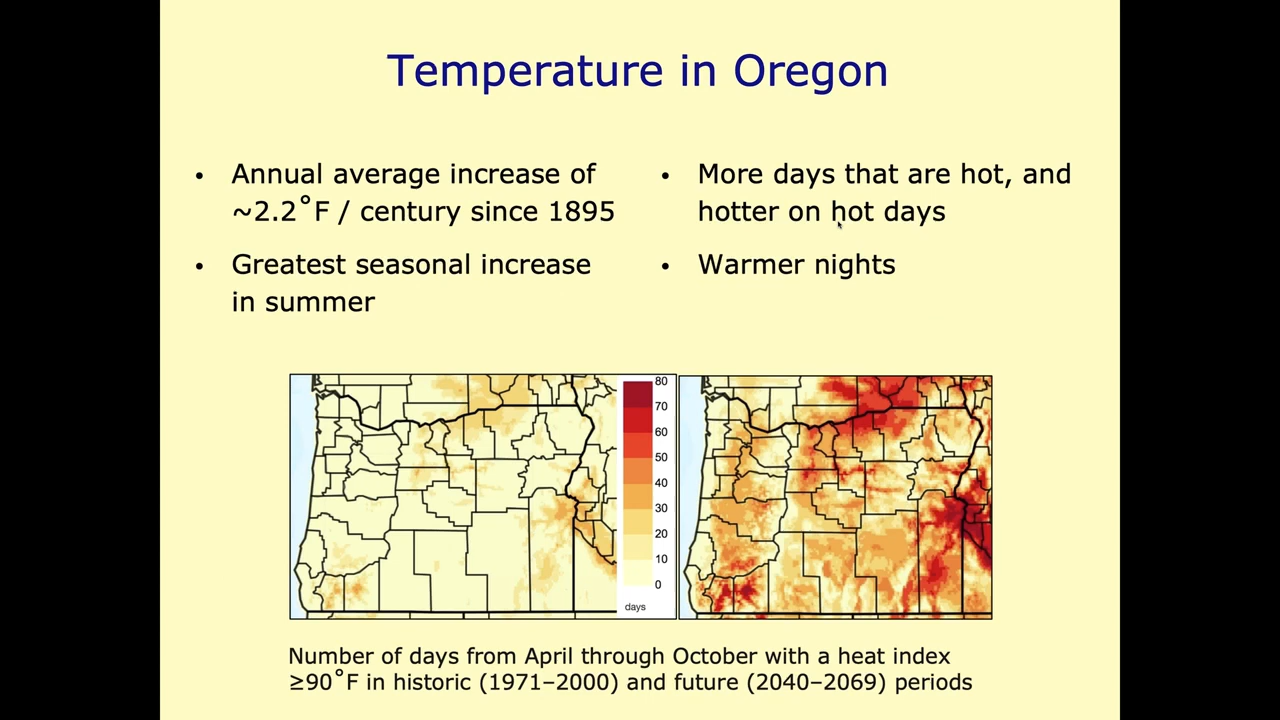 Temperature in Oregon
• Annual average increase of
~2.2˚F / century since 1895
• Greatest seasonal increase
in summer
• More days that are hot, and
hotter on hot days
• Warmer nights
80
70
60
50
40
30
20
10
0
days
Number of days from April through October with a heat index
≥90˚F in historic (1971–2000) and future (2040–2069) periods